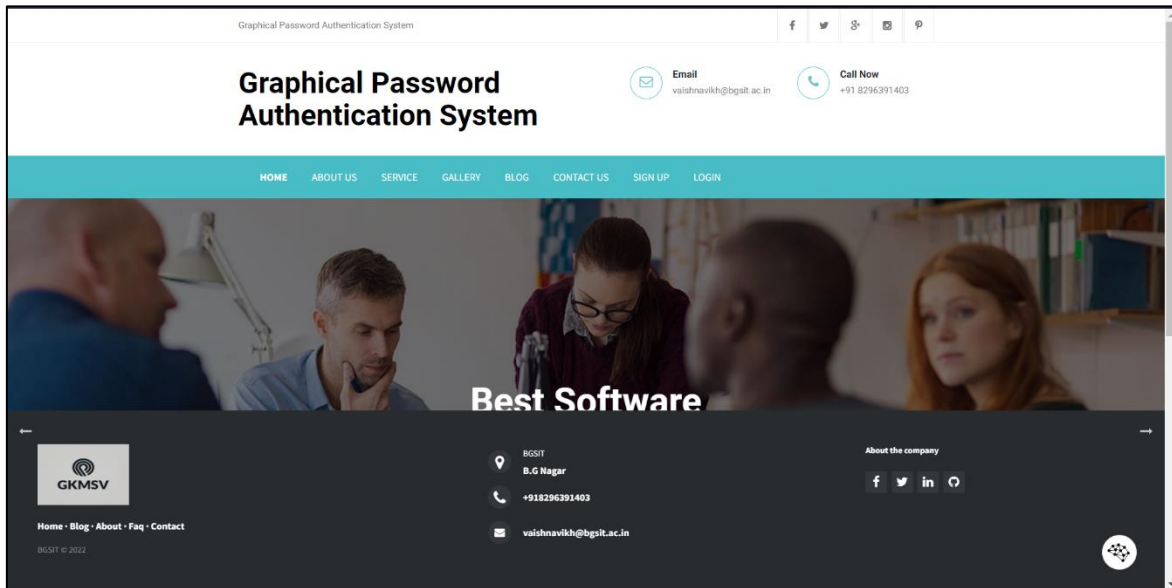 Graphical Password Authentication System
Graphical Password
Authentication System
Email
vaishnavikh@bgsit.ac.in
Call Now
+91 8296391403
HOME ABOUT US SERVICE GALLERY BLOG CONTACT US SIGN UP LOGIN
Best Software
GKMSV
Home · Blog · About · Faq · Contact
BGSIT © 2022
BGSIT
B.G Nagar
+918296391403
vaishnavikh@bgsit.ac.in
About the company